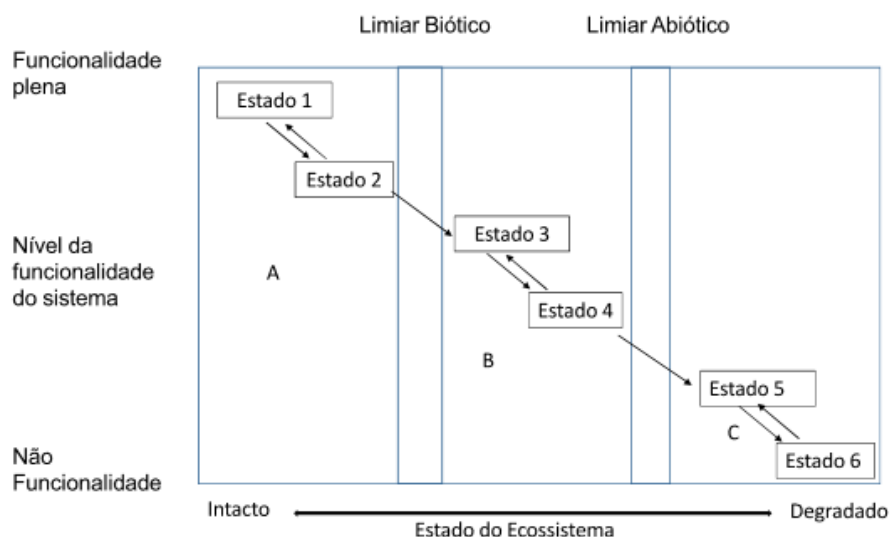 Limiar Biótico
Limiar Abiótico
Funcionalidade
plena
Estado 1
Estado 2
Estado 3
Nível da
funcionalidade
do sistema
A
Estado 4
B
Estado 5
C
Estado 6
Não
Funcionalidade
Intacto
Degradado
Estado do Ecossistema